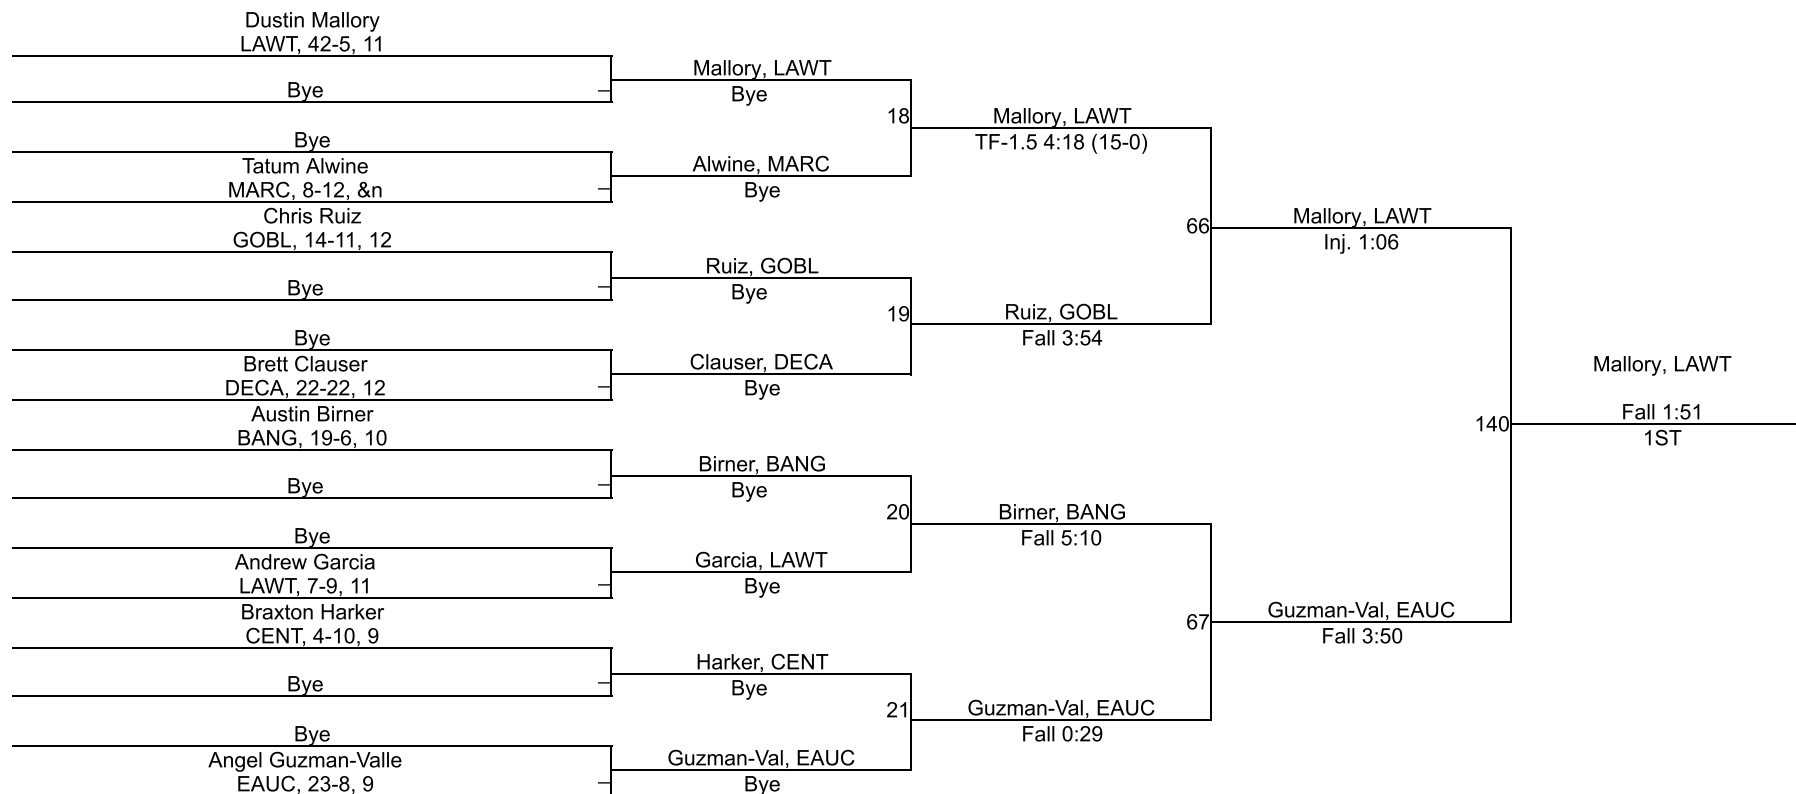 Dustin Mallory
LAWT, 42-5, 11
Bye
Bye
Tatum Alwine
MARC, 8-12, &n
Chris Ruiz
GOBL, 14-11, 12
Bye
Bye
Brett Clauser
DECA, 22-22, 12
Austin Birner
BANG, 19-6, 10
Bye
Bye
Andrew Garcia
LAWT, 7-9, 11
Braxton Harker
CENT, 4-10, 9
Bye
Bye
Angel Guzman-Valle
EAUC, 23-8, 9
Mallory, LAWT
Bye
18
Alwine, MARC
Bye
Ruiz, GOBL
Bye
19
Clauser, DECA
Bye
Birner, BANG
Bye
20
Garcia, LAWT
Bye
Harker, CENT
Bye
21
Guzman-Val, EAUC
Bye
Mallory, LAWT
TF-1.5 4:18 (15-0)
66
Ruiz, GOBL
Fall 3:54
Birner, BANG
Fall 5:10
67
Guzman-Val, EAUC
Fall 0:29
Mallory, LAWT
Inj. 1:06
140
Guzman-Val, EAUC
Fall 3:50
Mallory, LAWT
Fall 1:51
1ST